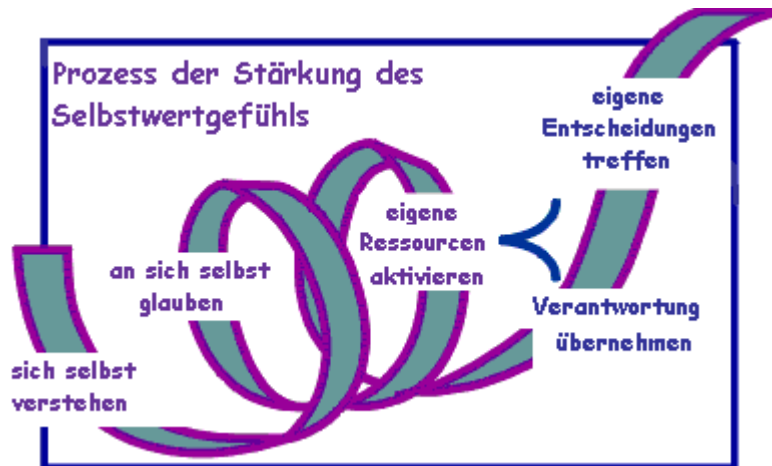 Prozess der Stärkung des
Selbstwertgefühls
eigene
Entscheidungen
treffen
eigene
Ressourcen
aktivieren
an sich selbst
glauben
Verantwortung
übernehmen
sich selbst
verstehen